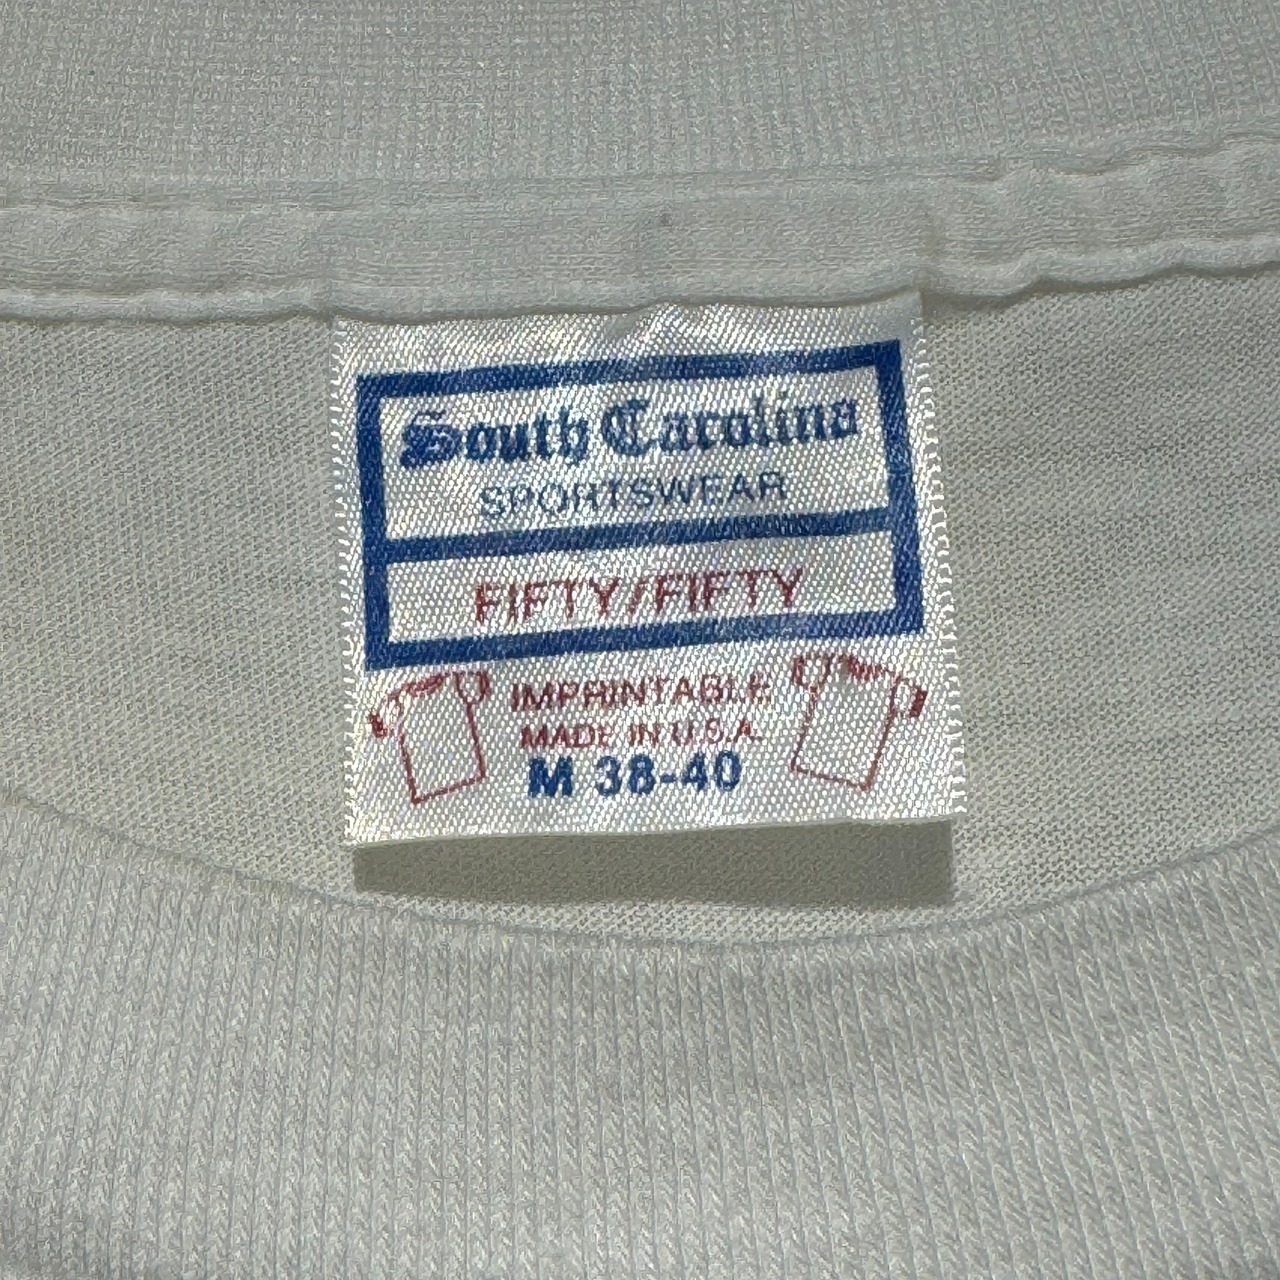 South Carolina
SPORTSWEAR
FIFTY/FIFTY
IMPRINTABLE
MADE IN U.S.A.
M 38-40